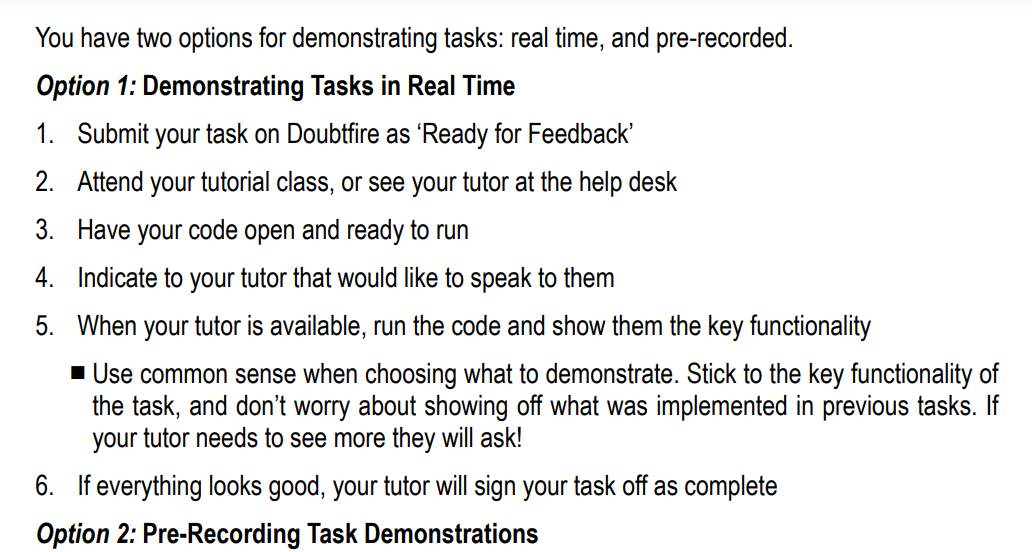 You have two options for demonstrating tasks: real time, and pre-recorded.
Option 1: Demonstrating Tasks in Real Time
1. Submit your task on Doubtfire as ‘Ready for Feedback’
2. Attend your tutorial class, or see your tutor at the help desk
3. Have your code open and ready to run
4. Indicate to your tutor that would like to speak to them
5. When your tutor is available, run the code and show them the key functionality
■ Use common sense when choosing what to demonstrate. Stick to the key functionality of
the task, and don’t worry about showing off what was implemented in previous tasks. If
your tutor needs to see more they will ask!
6. If everything looks good, your tutor will sign your task off as complete
Option 2: Pre-Recording Task Demonstrations